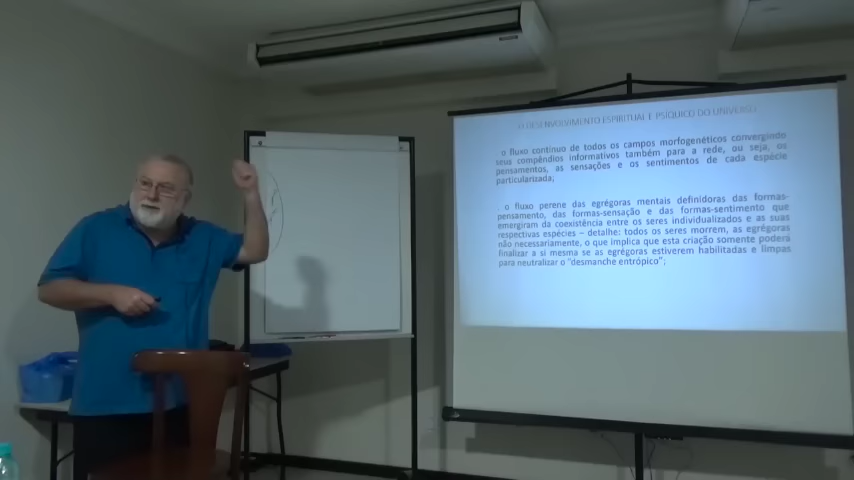 O DESENVOLVIMENTO ESPIRITUAL E PSÍQUICO DO UNIVERSO
o fluxo contínuo de todos os campos morfogenéticos convergindo
seus compêndios informativos também para a rede, ou seja, os
pensamentos, as sensações e os sentimentos de cada espécie
particularizada;
o fluxo perene das egrégoras mentais definidoras das formas-
pensamento, das formas-sensação e das formas-sentimento que
emergiram da coexistência entre os seres individualizados e as suas
respectivas espécies – detalhe: todos os seres morrem, as egrégoras
não necessariamente, o que implica que esta criação somente poderá
finalizar a si mesma se as egrégoras estiverem habilitadas e limpas
para neutralizar o "desmanche entrópico";